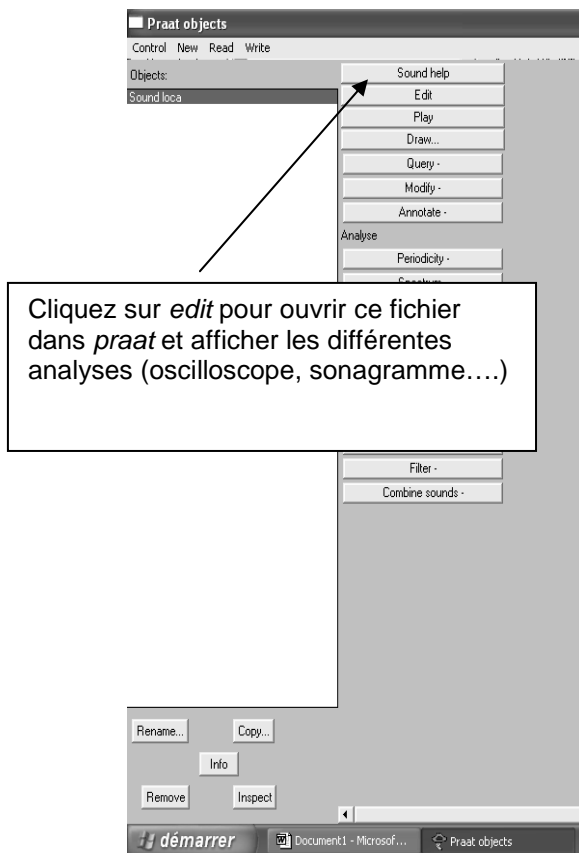 Praat objects
Control New Read Write
Objects:
Sound loca
Sound help
Edit
Play
Draw...
Query -
Modify -
Annotate -
Analyse
Periodicity -
Cliquez sur edit pour ouvrir ce fichier
dans praat et afficher les différentes
analyses (oscilloscope, sonagramme….)
Filter -
Combine sounds -
Rename... Copy...
Info
Remove Inspect
démarrer Document1 - Microsof... Praat objects